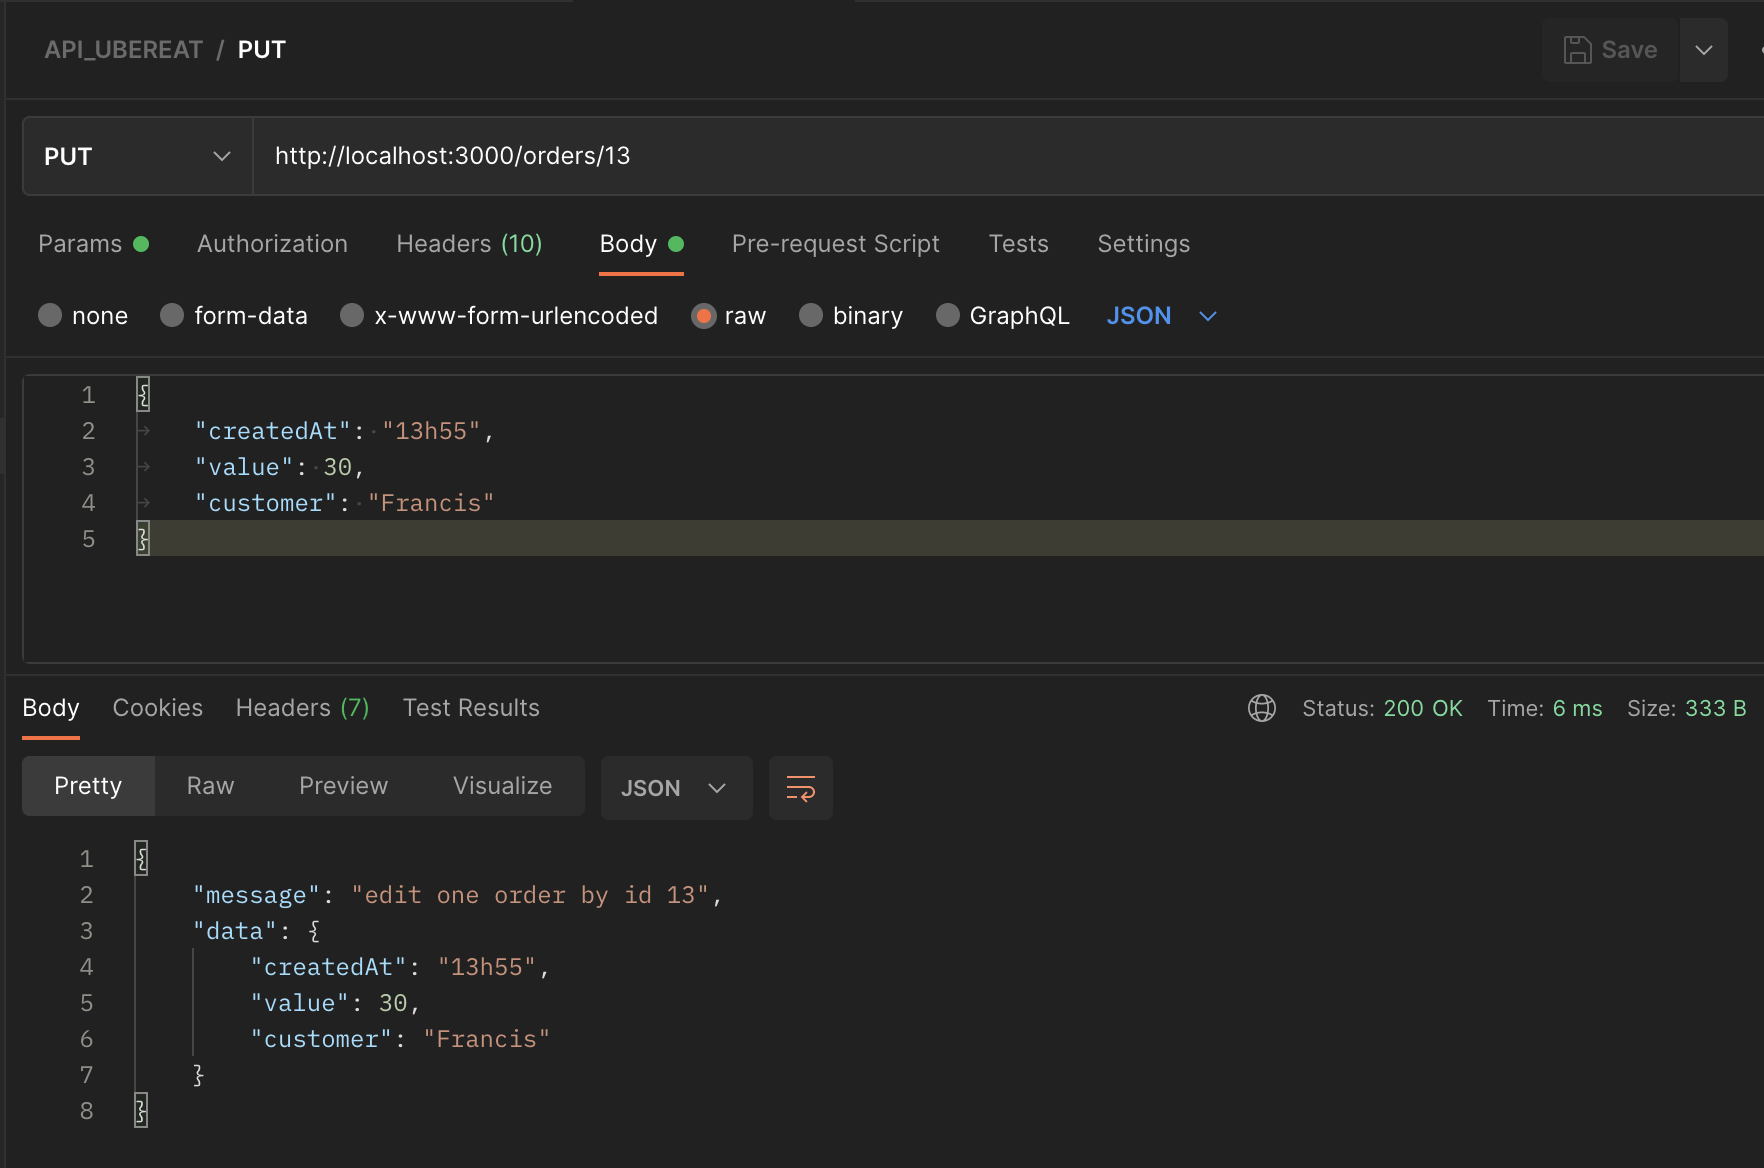 API_UBEREAT / PUT
Save
PUT
http://localhost:3000/orders/13
Params Authorization Headers (10) Body Pre-request Script Tests Settings
none form-data x-www-form-urlencoded raw binary GraphQL JSON
1 {
2 "createdAt": "13h55",
3 "value": 30,
4 "customer": "Francis"
5 }
Body Cookies Headers (7) Test Results Status: 200 OK Time: 6 ms Size: 333 B
Pretty Raw Preview Visualize JSON
1 {
2 "message": "edit one order by id 13",
3 "data": {
4 "createdAt": "13h55",
5 "value": 30,
6 "customer": "Francis"
7 }
8 }